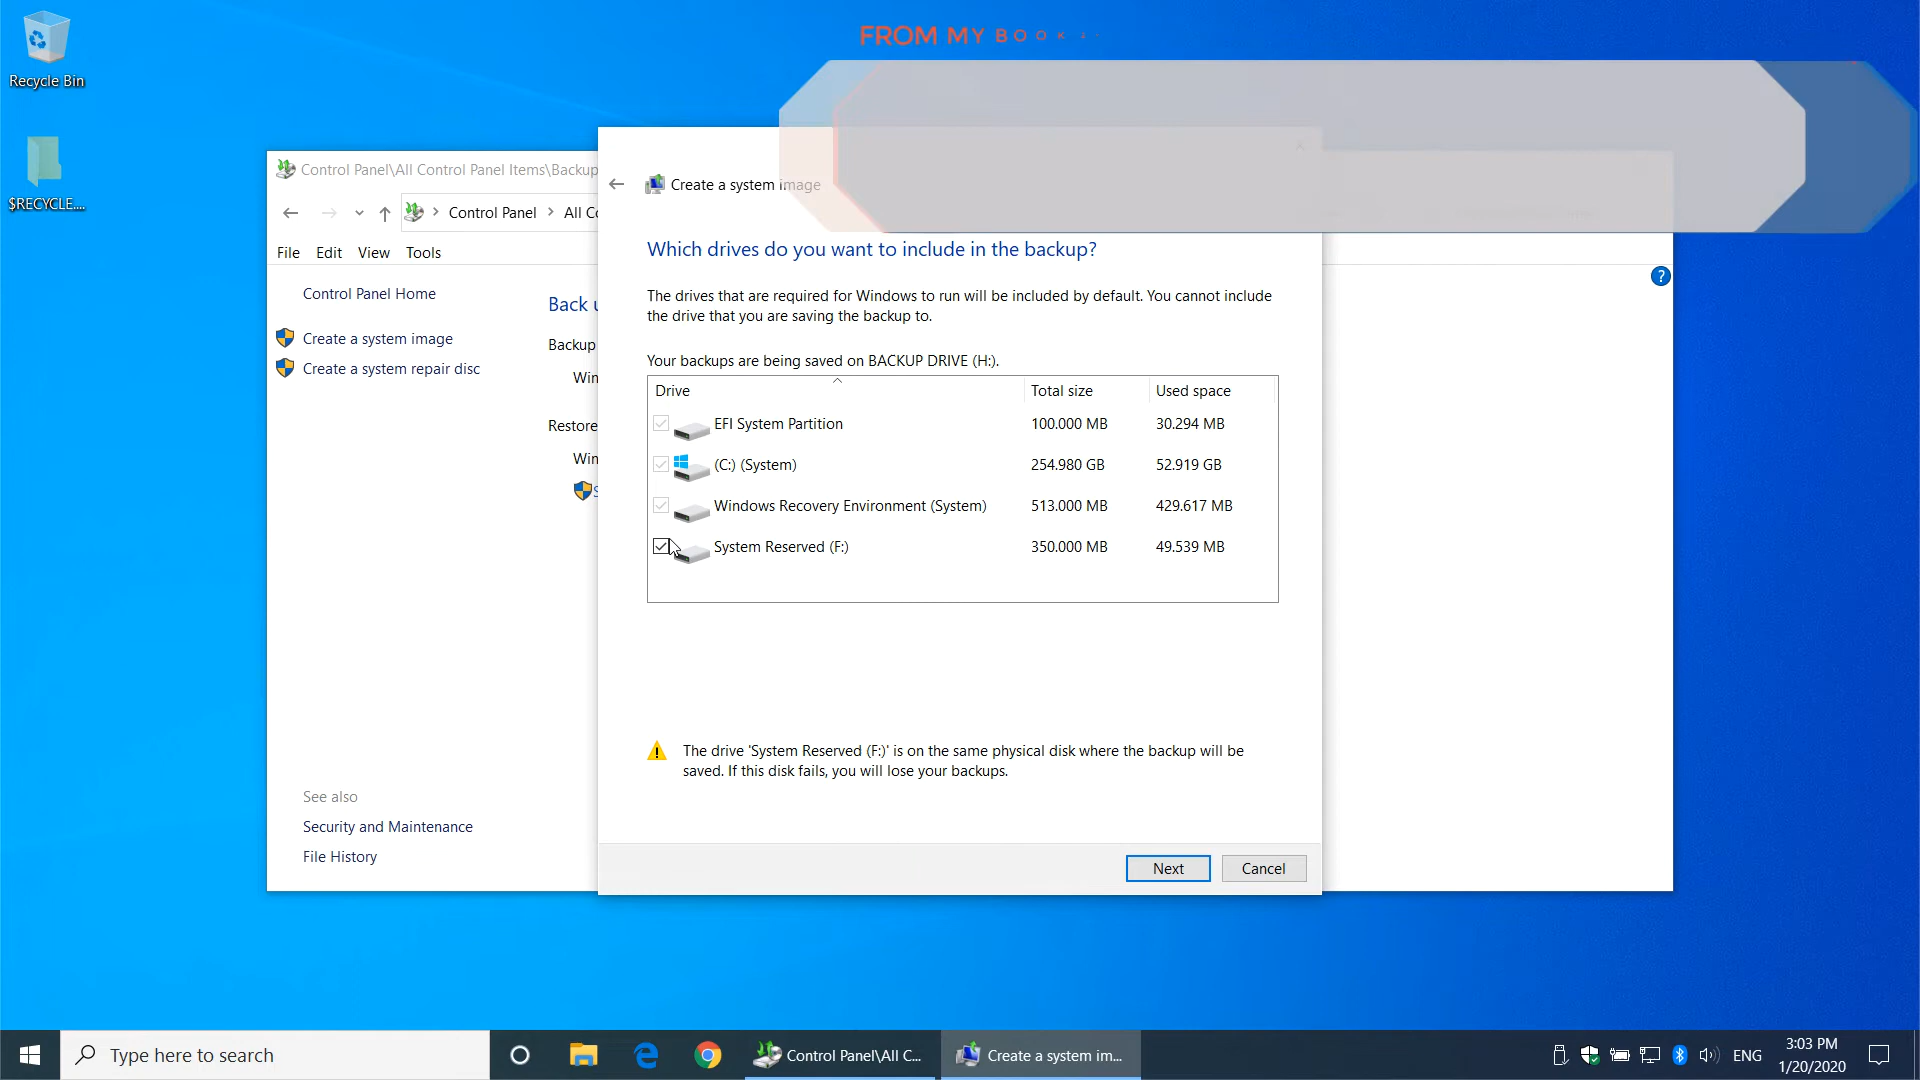 Recycle Bin
$RECYCLE....
FROM MY BOOK
Control Panel\All Control Panel Items\Backup
Control Panel
All Co
File Edit View Tools
Control Panel Home
Create a system image
Create a system repair disc
Back u
Backup
Win
Restore
Win
See also
Security and Maintenance
File History
Create a system image
Which drives do you want to include in the backup?
The drives that are required for Windows to run will be included by default. You cannot include
the drive that you are saving the backup to.
Your backups are being saved on BACKUP DRIVE (H:).
Drive Total size Used space
EFI System Partition 100.000 MB 30.294 MB
(C:) (System) 254.980 GB 52.919 GB
Windows Recovery Environment (System) 513.000 MB 429.617 MB
System Reserved (F:) 350.000 MB 49.539 MB
The drive 'System Reserved (F:)' is on the same physical disk where the backup will be
saved. If this disk fails, you will lose your backups.
Next Cancel
Type here to search
Control Panel\All C...
Create a system im...
ENG
3:03 PM
1/20/2020